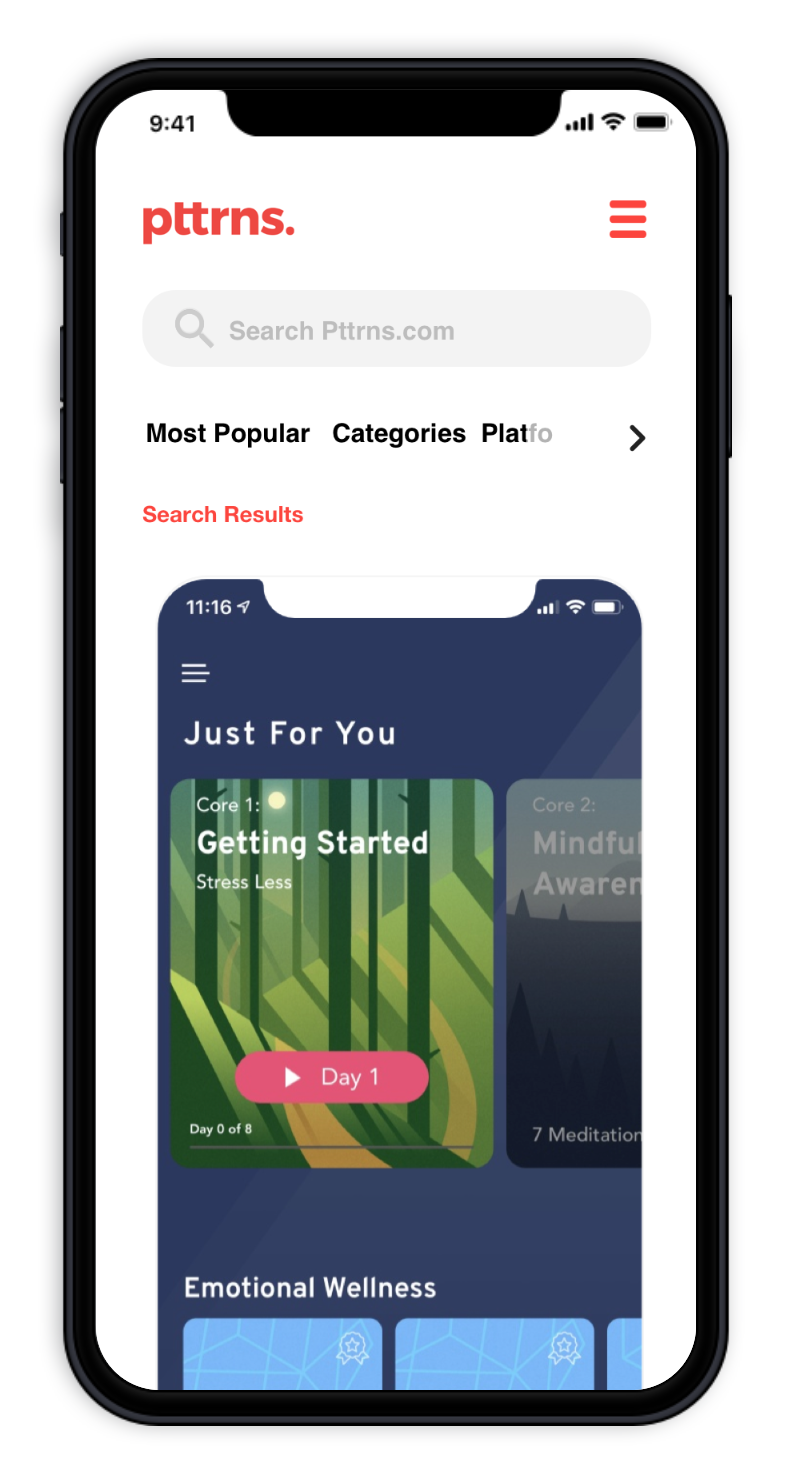 9:41
pttrns.
Search Pttrns.com
Most Popular Categories Platfo
Search Results
11:16
Just For You
Core 1:
Getting Started
Stress Less
Day 1
Day 0 of 8
Core 2:
Mindful
Awaren
7 Meditation
Emotional Wellness